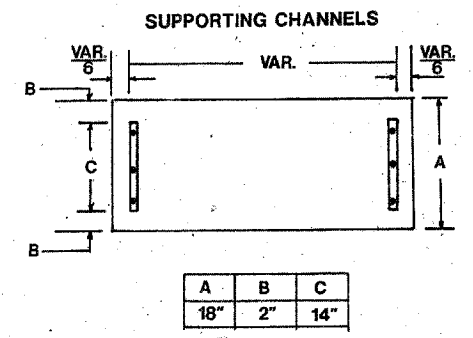 SUPPORTING CHANNELS
VAR./6 VAR. VAR./6
B
C A
B
A B C
18" 2" 14"